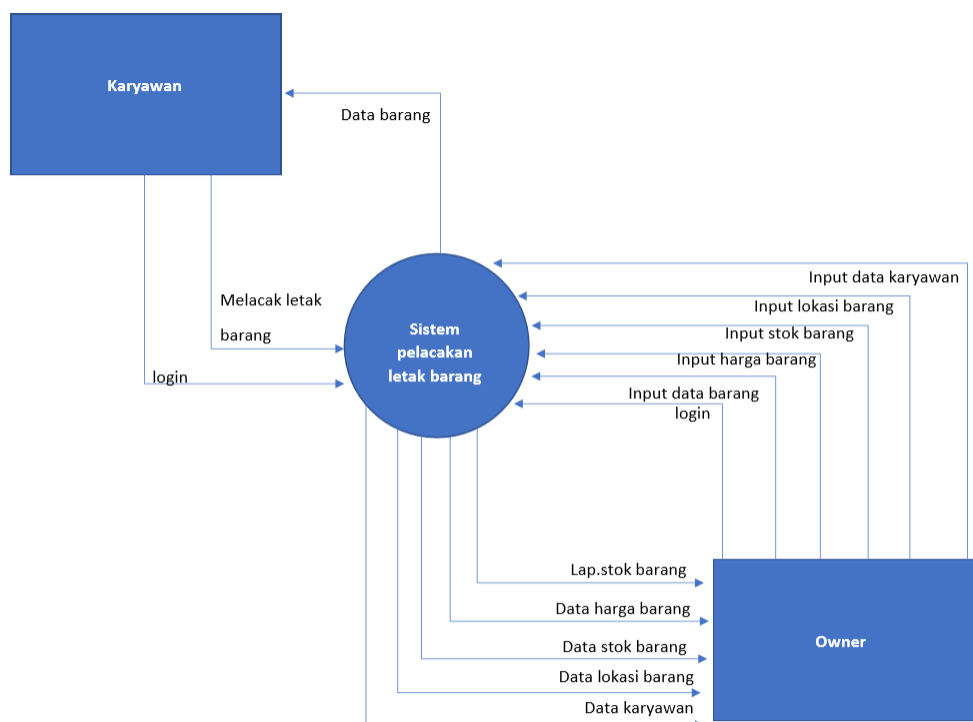 Karyawan
Data barang
Melacak letak
barang
login
Sistem
pelacakan
letak barang
Input data karyawan
Input lokasi barang
Input stok barang
Input harga barang
Input data barang
login
Lap.stok barang
Data harga barang
Data stok barang
Data lokasi barang
Data karyawan
Owner